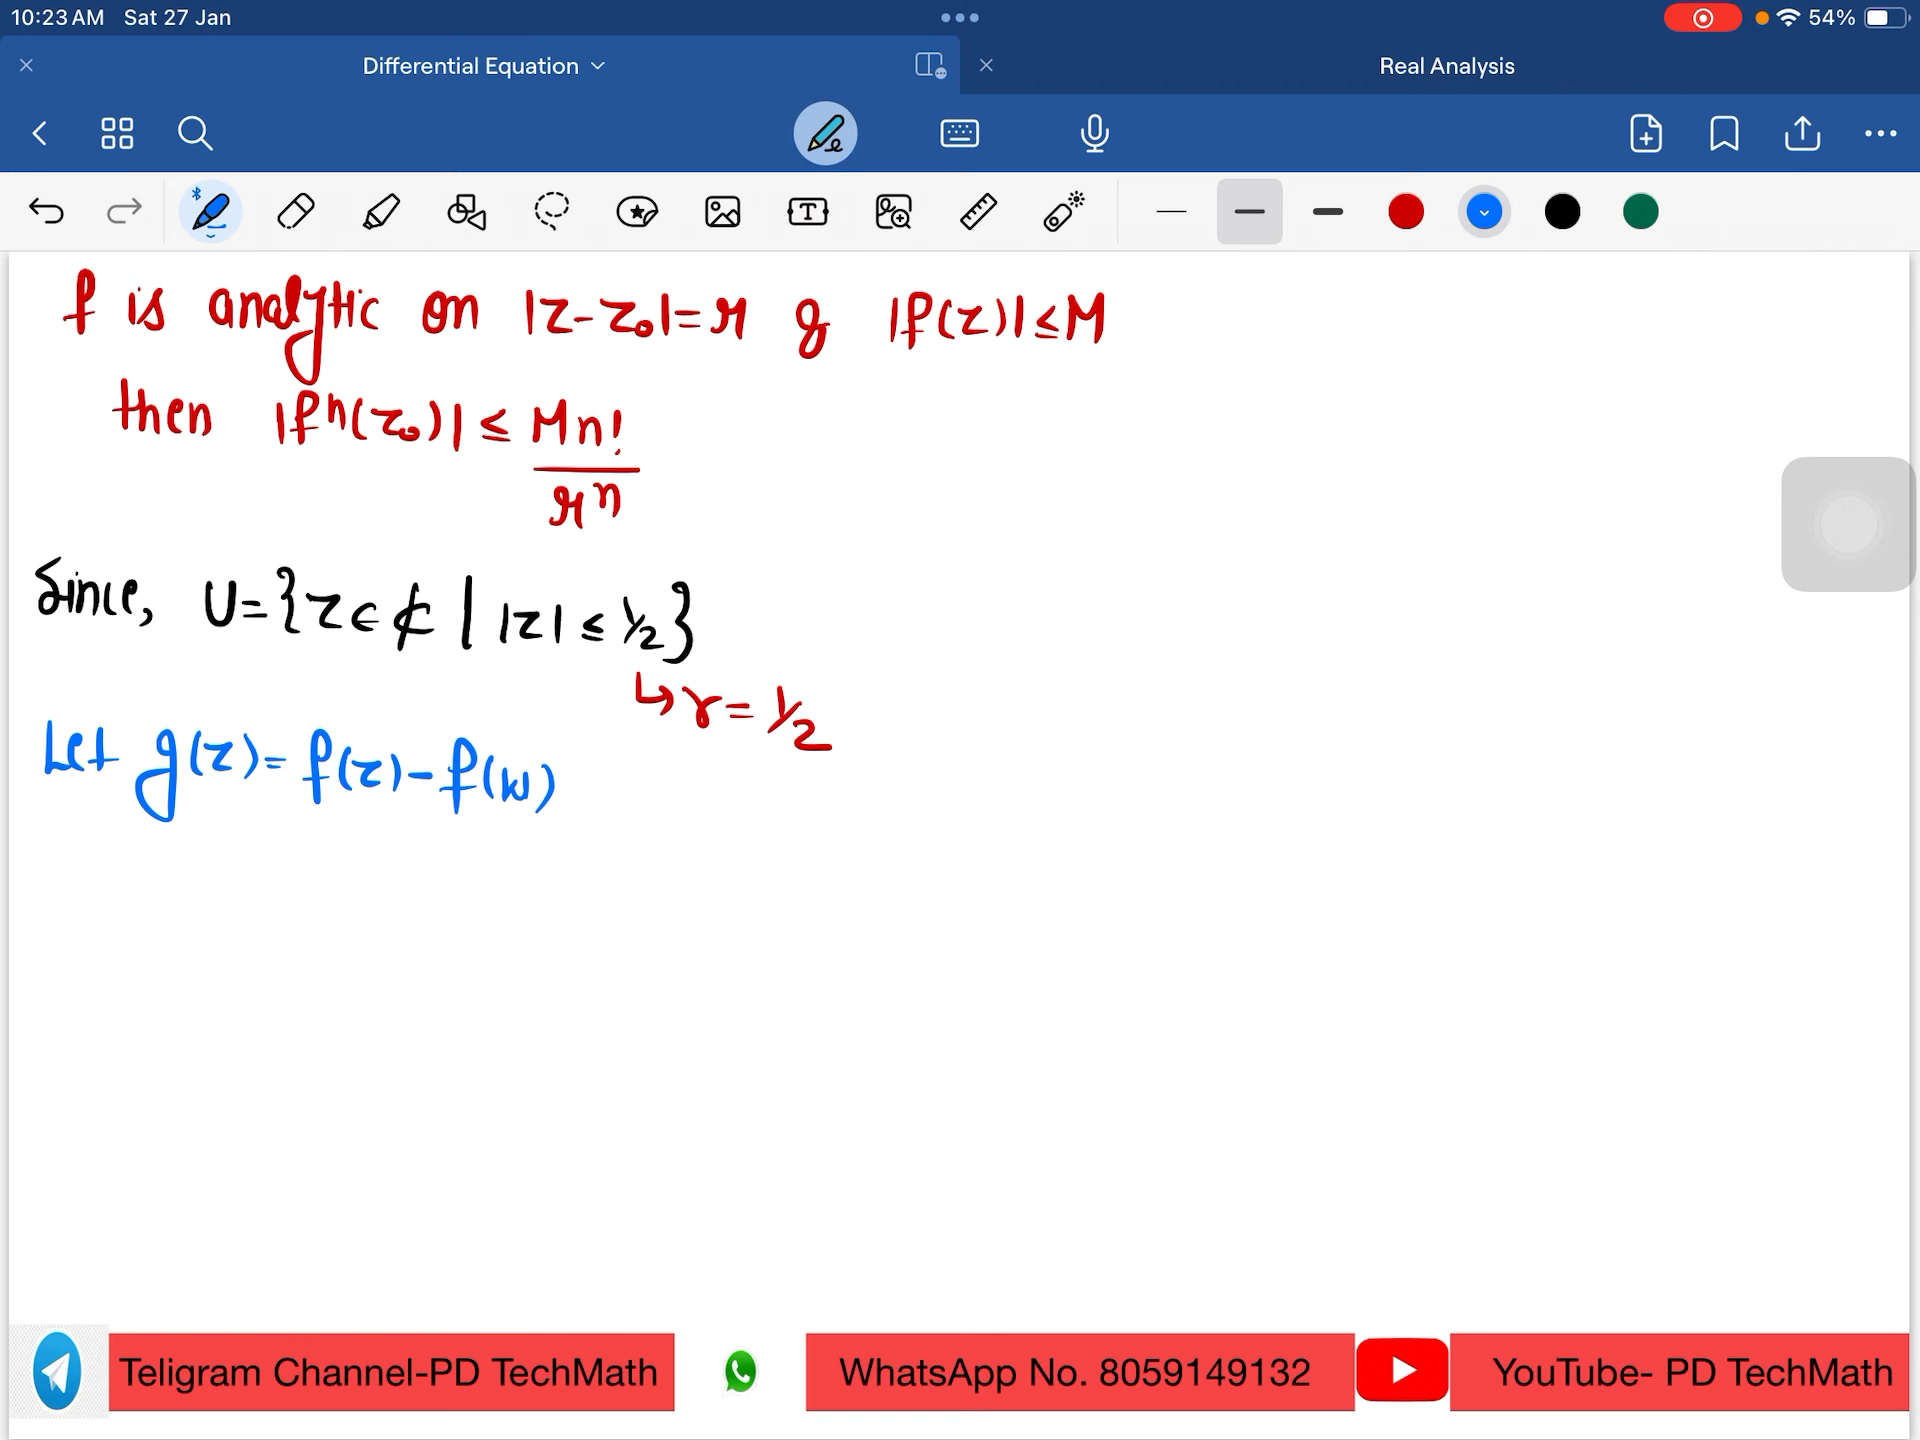 10:23 AM Sat 27 Jan
54%
Differential Equation
Real Analysis
f is analytic on |z-z₀|=r & |f(z)|≤M
then |fⁿ(z₀)| ≤ Mn!
rⁿ
Since, U={z∈ ₵ | |z| ≤ 1/2}
↳ r = 1/2
Let g(z)= f(z)-f(w)
Teligram Channel-PD TechMath
WhatsApp No. 8059149132
YouTube- PD TechMath